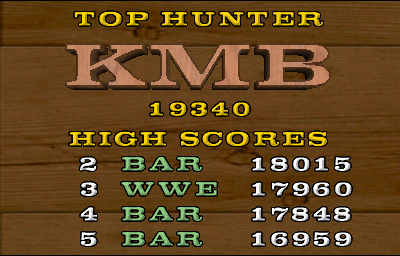 TOP HUNTER
KMB
19340
HIGH SCORES
2 BAR 18015
3 WWE 17960
4 BAR 17848
5 BAR 16959